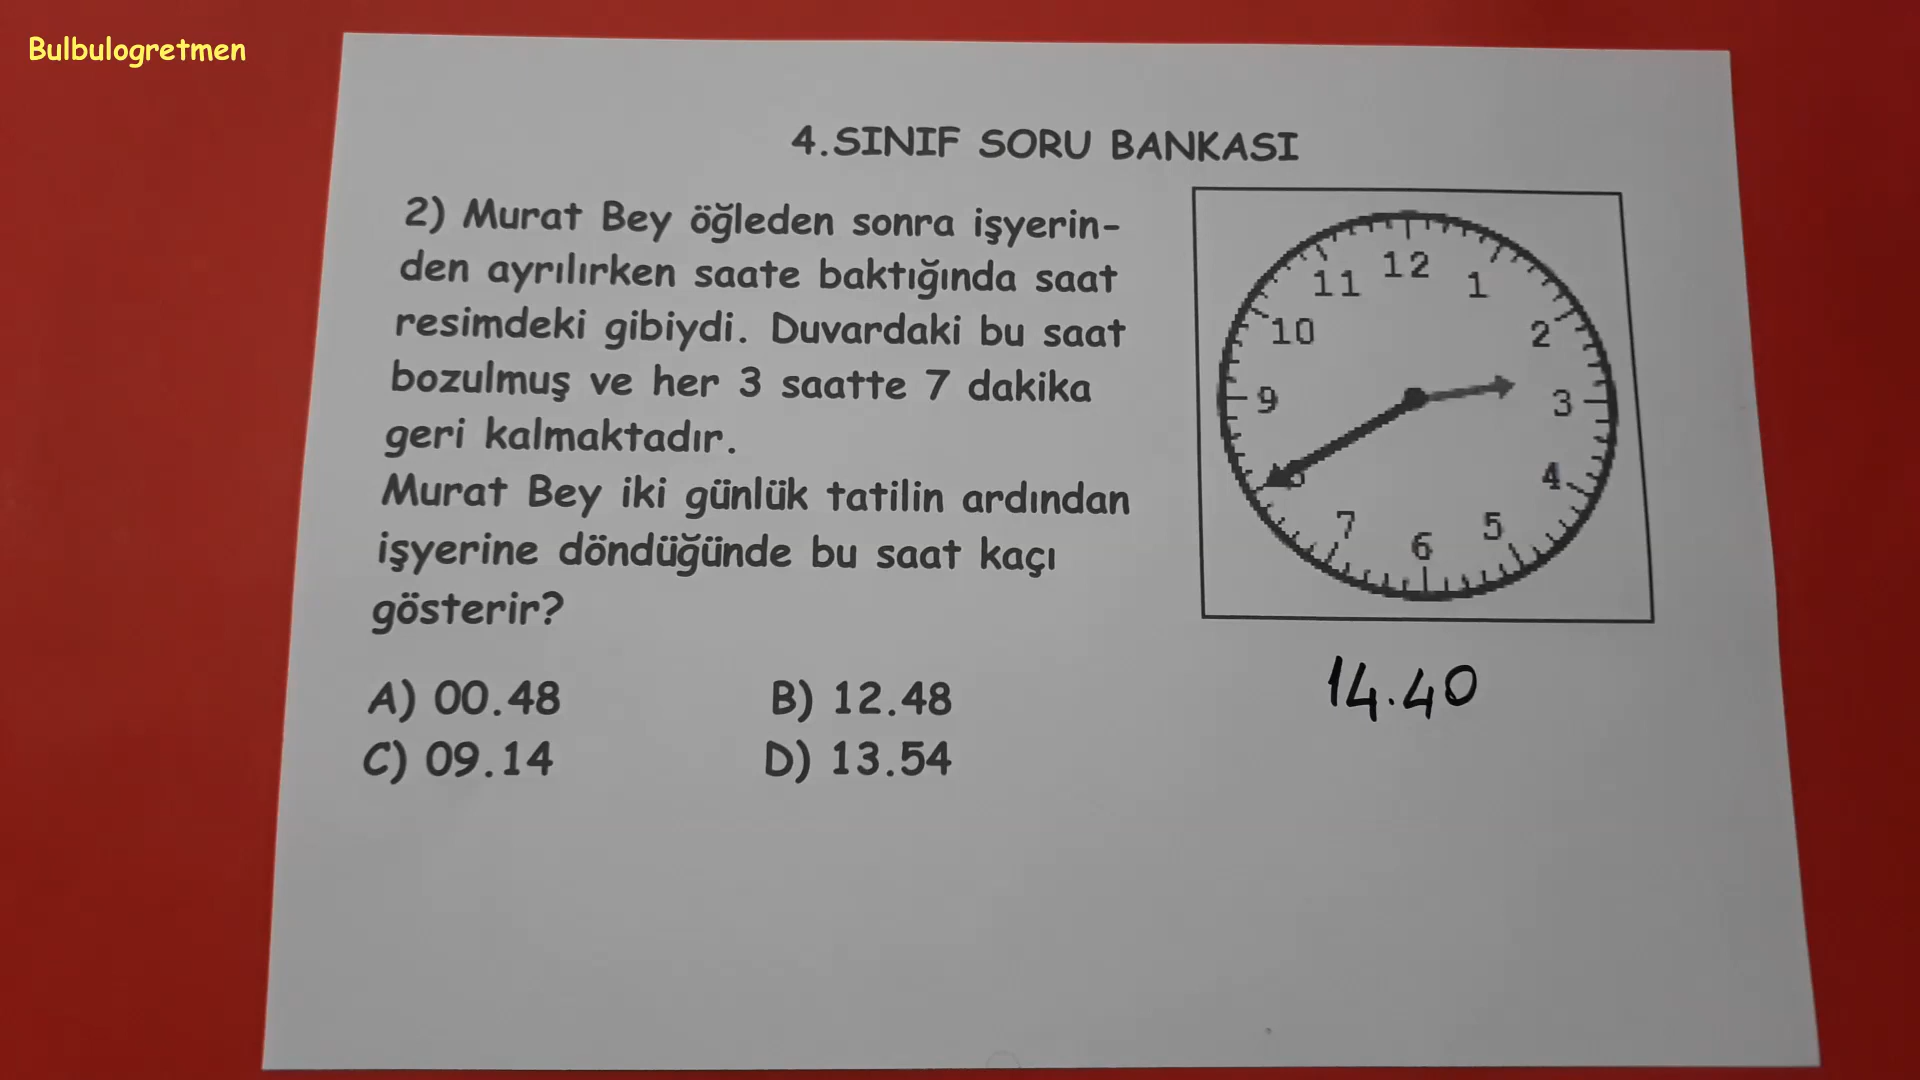 Bulbulogretmen
4.SINIF SORU BANKASI
2) Murat Bey öğleden sonra işyerin-
den ayrılırken saate baktığında saat
resimdeki gibiydi. Duvardaki bu saat
bozulmuş ve her 3 saatte 7 dakika
geri kalmaktadır.
Murat Bey iki günlük tatilin ardından
işyerine döndüğünde bu saat kaçı
gösterir?
A) 00.48
B) 12.48
C) 09.14
D) 13.54
12
1
2
3
4
5
6
7
9
10
11
14.40